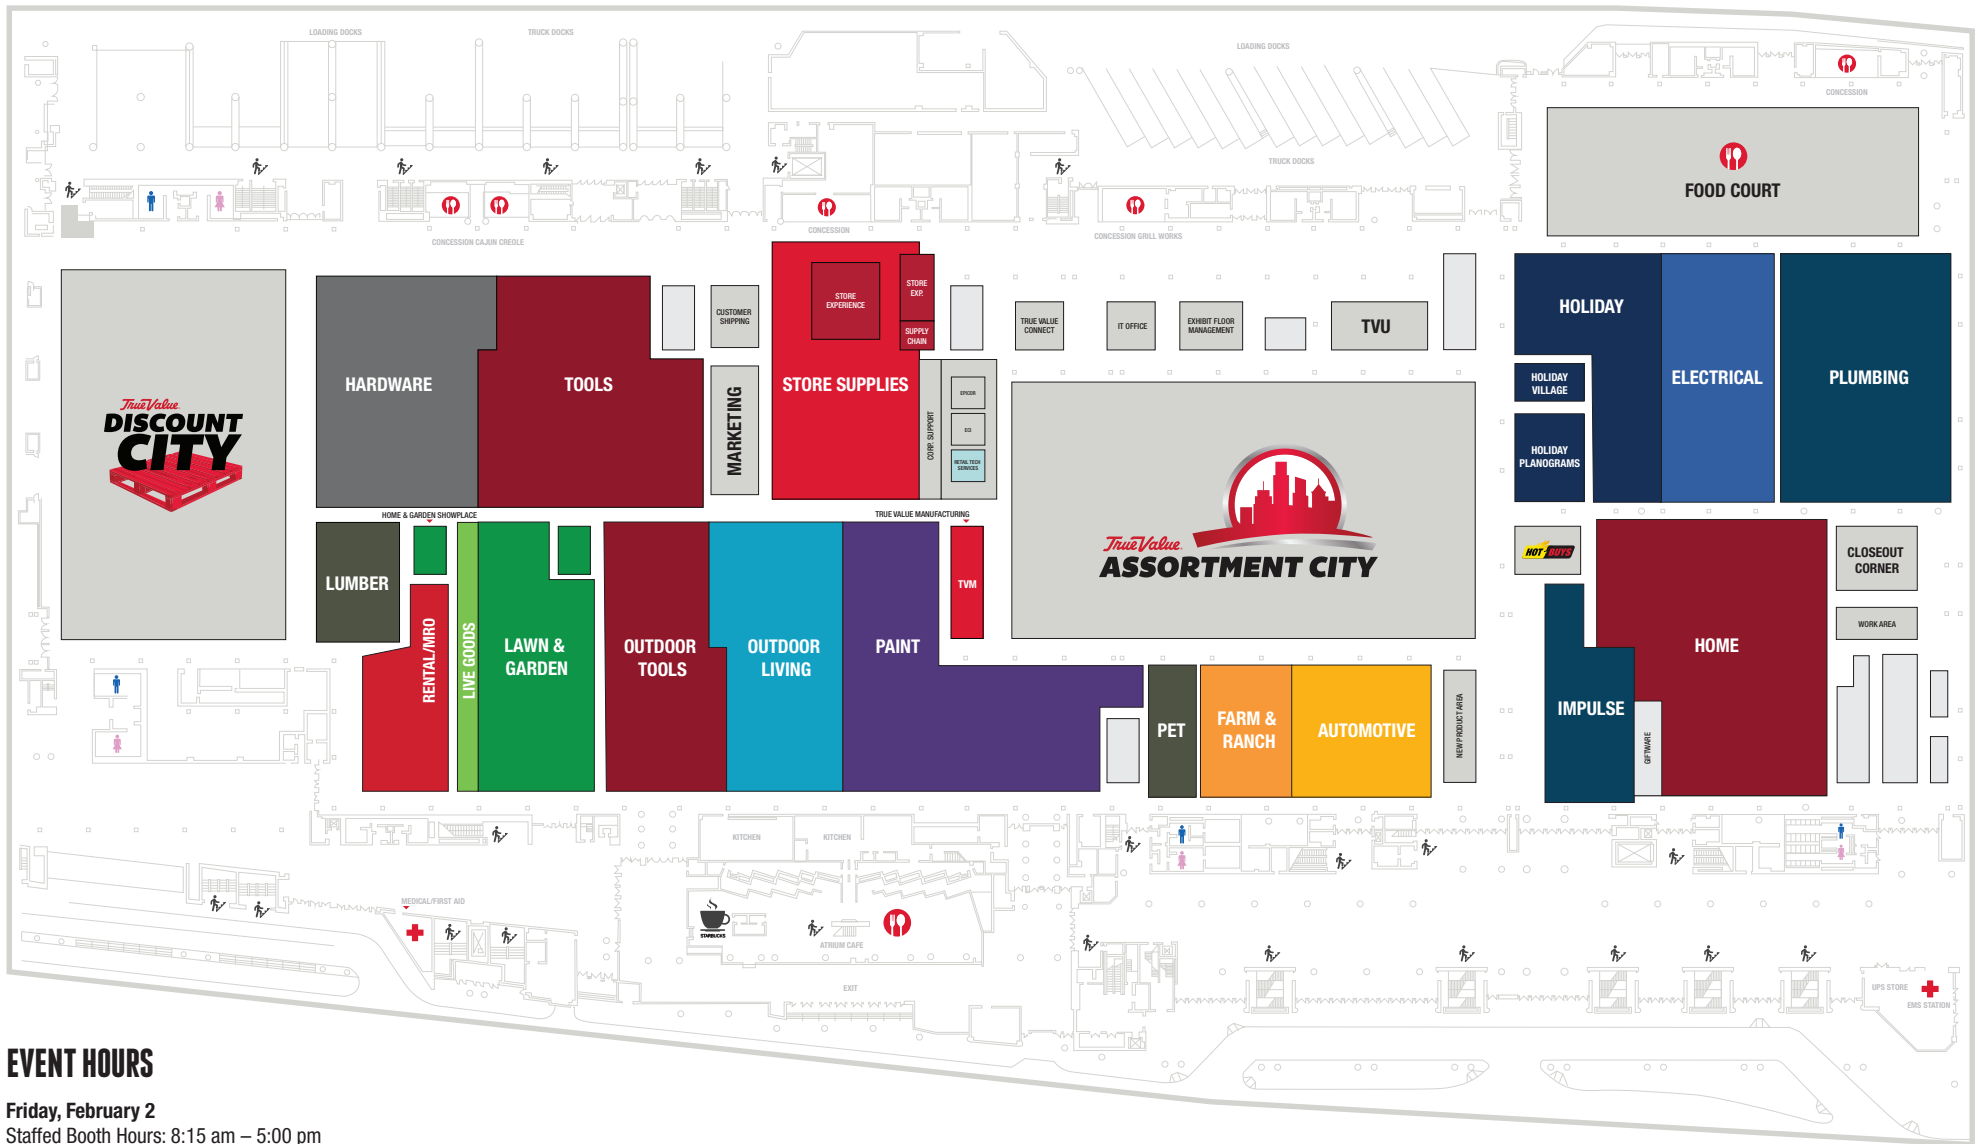 LOADING DOCKS
TRUCK DOCKS
LOADING DOCKS
CONCESSION
TRUCK DOCKS
FOOD COURT
CONCESSION CAJUN CREOLE
CONCESSION
CONCESSION GRILL WORKS
True Value
DISCOUNT
CITY
HARDWARE
TOOLS
CUSTOMER
SHIPPING
MARKETING
STORE
EXPERIENCE
STORE
EXP.
SUPPLY
CHAIN
STORE SUPPLIES
CORP. SUPPORT
EPICOR
ECI
RETAIL TECH
SERVICES
TRUE VALUE
CONNECT
IT OFFICE
EXHIBIT FLOOR
MANAGEMENT
TVU
True Value
ASSORTMENT CITY
HOLIDAY
HOLIDAY
VILLAGE
HOLIDAY
PLANOGRAMS
ELECTRICAL
PLUMBING
HOME & GARDEN SHOWPLACE
TRUE VALUE MANUFACTURING
LUMBER
RENTAL/MRO
LIVE GOODS
LAWN &
GARDEN
OUTDOOR
TOOLS
OUTDOOR
LIVING
PAINT
TVM
PET
FARM &
RANCH
AUTOMOTIVE
NEW PRODUCT AREA
HOT BUYS
IMPULSE
GIFTWARE
HOME
CLOSEOUT
CORNER
WORK AREA
KITCHEN
KITCHEN
MEDICAL/FIRST AID
STARBUCKS
ATRIUM CAFE
EXIT
UPS STORE
EMS STATION
EVENT HOURS
Friday, February 2
Staffed Booth Hours: 8:15 am – 5:00 pm